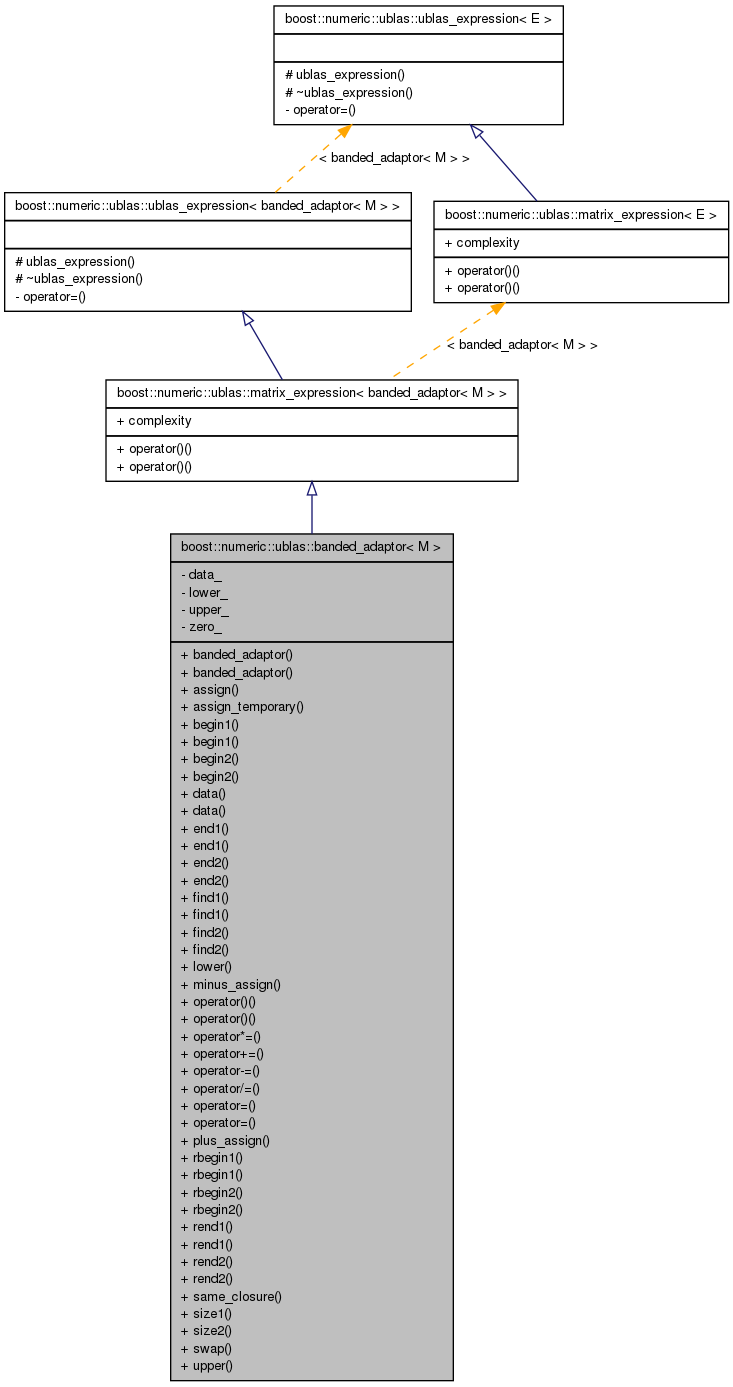 boost::numeric::ublas::ublas_expression< E >
# ublas_expression()
# ~ublas_expression()
- operator=()
< banded_adaptor< M > >
boost::numeric::ublas::ublas_expression< banded_adaptor< M > >
# ublas_expression()
# ~ublas_expression()
- operator=()
boost::numeric::ublas::matrix_expression< E >
+ complexity
+ operator()()
+ operator()()
< banded_adaptor< M > >
boost::numeric::ublas::matrix_expression< banded_adaptor< M > >
+ complexity
+ operator()()
+ operator()()
boost::numeric::ublas::banded_adaptor< M >
- data_
- lower_
- upper_
- zero_
+ banded_adaptor()
+ banded_adaptor()
+ assign()
+ assign_temporary()
+ begin1()
+ begin1()
+ begin2()
+ begin2()
+ data()
+ data()
+ end1()
+ end1()
+ end2()
+ end2()
+ find1()
+ find1()
+ find2()
+ find2()
+ lower()
+ minus_assign()
+ operator()()
+ operator()()
+ operator*=()
+ operator+=()
+ operator-=()
+ operator/=()
+ operator=()
+ operator=()
+ plus_assign()
+ rbegin1()
+ rbegin1()
+ rbegin2()
+ rbegin2()
+ rend1()
+ rend1()
+ rend2()
+ rend2()
+ same_closure()
+ size1()
+ size2()
+ swap()
+ upper()